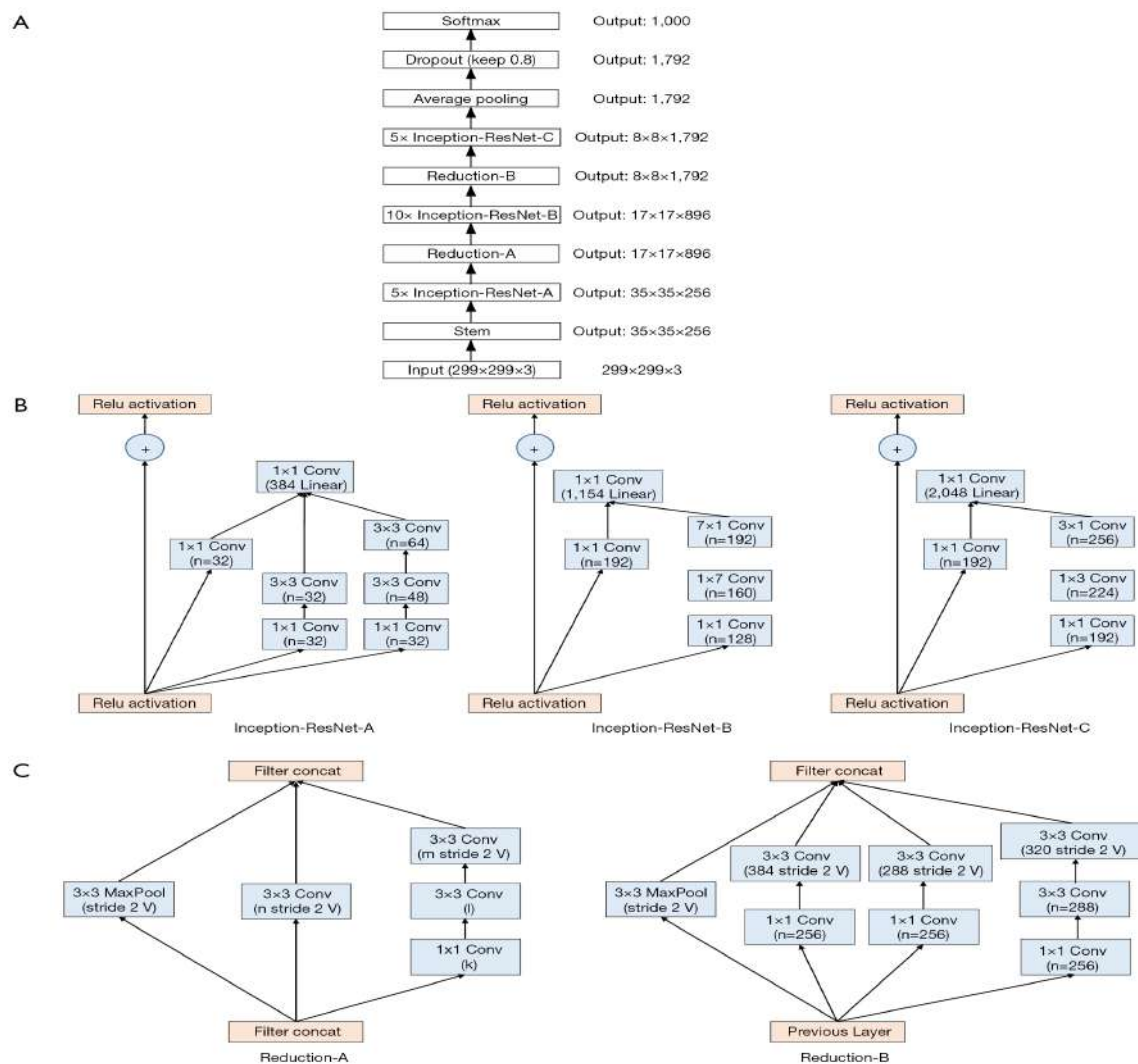 A
Softmax Output: 1,000
Dropout (keep 0.8) Output: 1,792
Average pooling Output: 1,792
5× Inception-ResNet-C Output: 8×8×1,792
Reduction-B Output: 8×8×1,792
10× Inception-ResNet-B Output: 17×17×896
Reduction-A Output: 17×17×896
5× Inception-ResNet-A Output: 35×35×256
Stem Output: 35×35×256
Input (299×299×3) 299×299×3
B
Relu activation
+
1×1 Conv
(384 Linear)
1×1 Conv
(n=32)
3×3 Conv
(n=32)
1×1 Conv
(n=32)
3×3 Conv
(n=64)
3×3 Conv
(n=48)
1×1 Conv
(n=32)
Relu activation
Inception-ResNet-A
Relu activation
+
1×1 Conv
(1,154 Linear)
1×1 Conv
(n=192)
7×1 Conv
(n=192)
1×7 Conv
(n=160)
1×1 Conv
(n=128)
Relu activation
Inception-ResNet-B
Relu activation
+
1×1 Conv
(2,048 Linear)
1×1 Conv
(n=192)
3×1 Conv
(n=256)
1×3 Conv
(n=224)
1×1 Conv
(n=192)
Relu activation
Inception-ResNet-C
C
Filter concat
3×3 MaxPool
(stride 2 V)
3×3 Conv
(n stride 2 V)
3×3 Conv
(m stride 2 V)
3×3 Conv
(l)
1x1 Conv
(k)
Filter concat
Reduction-A
Filter concat
3×3 MaxPool
(stride 2 V)
3×3 Conv
(384 stride 2 V)
1×1 Conv
(n=256)
3×3 Conv
(288 stride 2 V)
1×1 Conv
(n=256)
3×3 Conv
(320 stride 2 V)
3×3 Conv
(n=288)
1×1 Conv
(n=256)
Previous Layer
Reduction-B